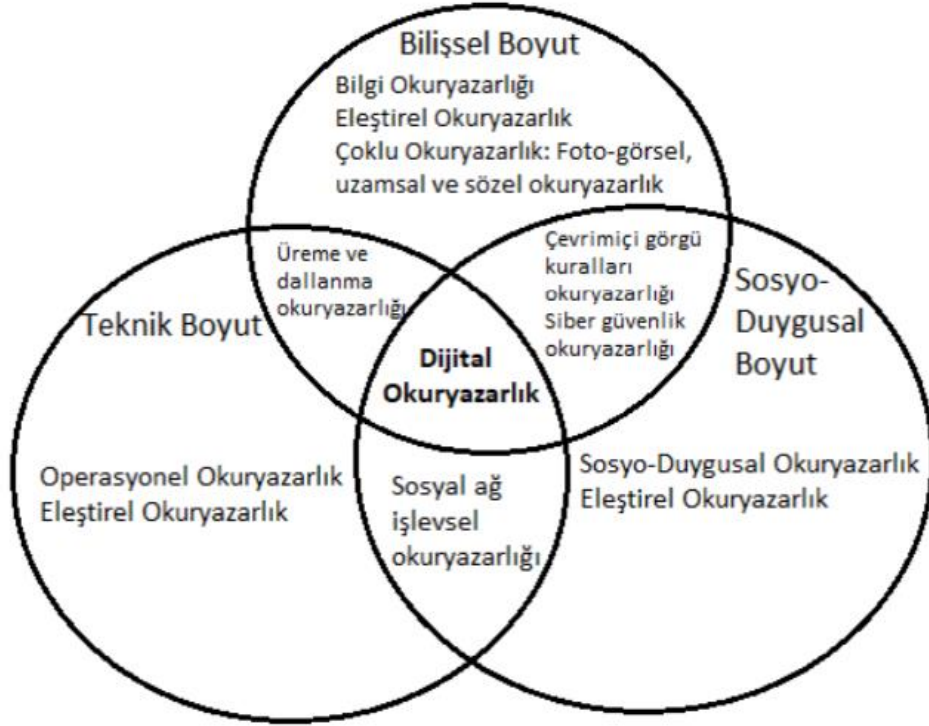 Bilişsel Boyut
Bilgi Okuryazarlığı
Eleştirel Okuryazarlık
Çoklu Okuryazarlık: Foto-görsel,
uzamsal ve sözel okuryazarlık
Üreme ve
dallanma
okuryazarlığı
Çevrimiçi görgü
kuralları
okuryazarlığı
Siber güvenlik
okuryazarlığı
Teknik Boyut
Sosyo-
Duygusal
Boyut
Dijital
Okuryazarlık
Operasyonel Okuryazarlık
Eleştirel Okuryazarlık
Sosyal ağ
işlevsel
okuryazarlığı
Sosyo-Duygusal Okuryazarlık
Eleştirel Okuryazarlık